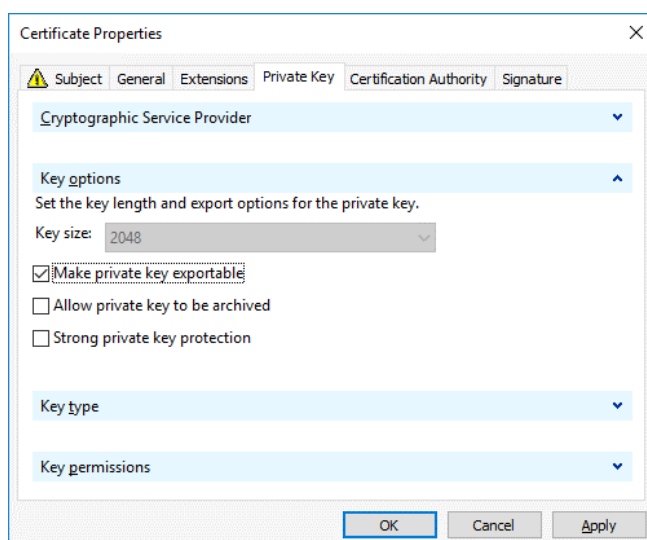 Certificate Properties
Subject General Extensions Private Key Certification Authority Signature
Cryptographic Service Provider
Key options
Set the key length and export options for the private key.
Key size: 2048
Make private key exportable
Allow private key to be archived
Strong private key protection
Key type
Key permissions
OK Cancel Apply